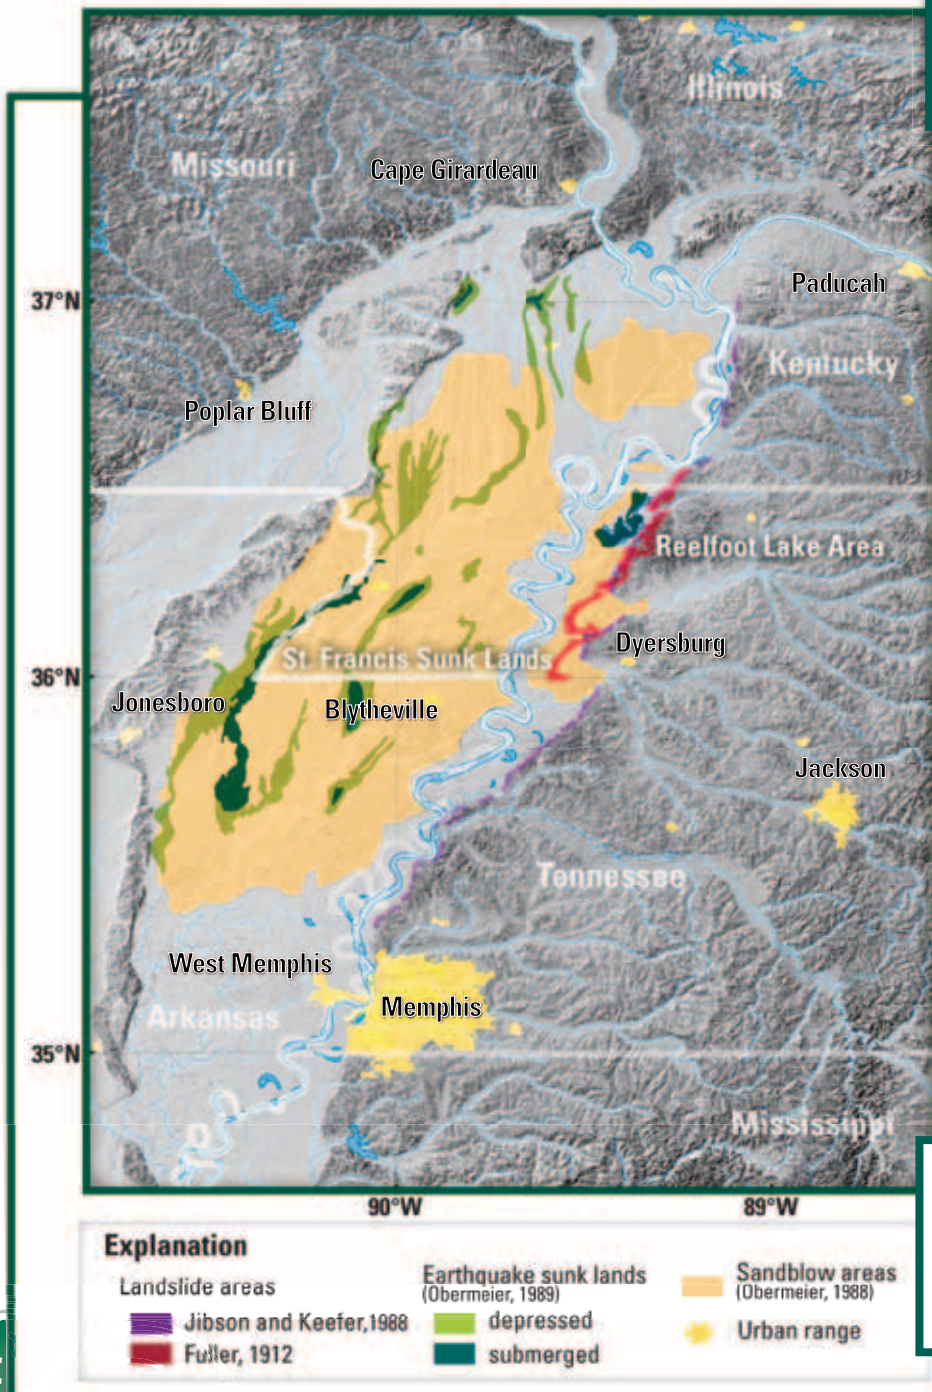 Illinois
Missouri
Cape Girardeau
Paducah
37°N
Kentucky
Poplar Bluff
Reelfoot Lake Area
Dyersburg
St. Francis Sunk Lands
36°N
Jonesboro
Blytheville
Jackson
Tennessee
West Memphis
Memphis
Arkansas
35°N
Mississippi
90°W
89°W
Explanation
Landslide areas
Jibson and Keefer,1988
Fuller, 1912
Earthquake sunk lands
(Obermeier, 1989)
depressed
submerged
Sandblow areas
(Obermeier, 1988)
Urban range